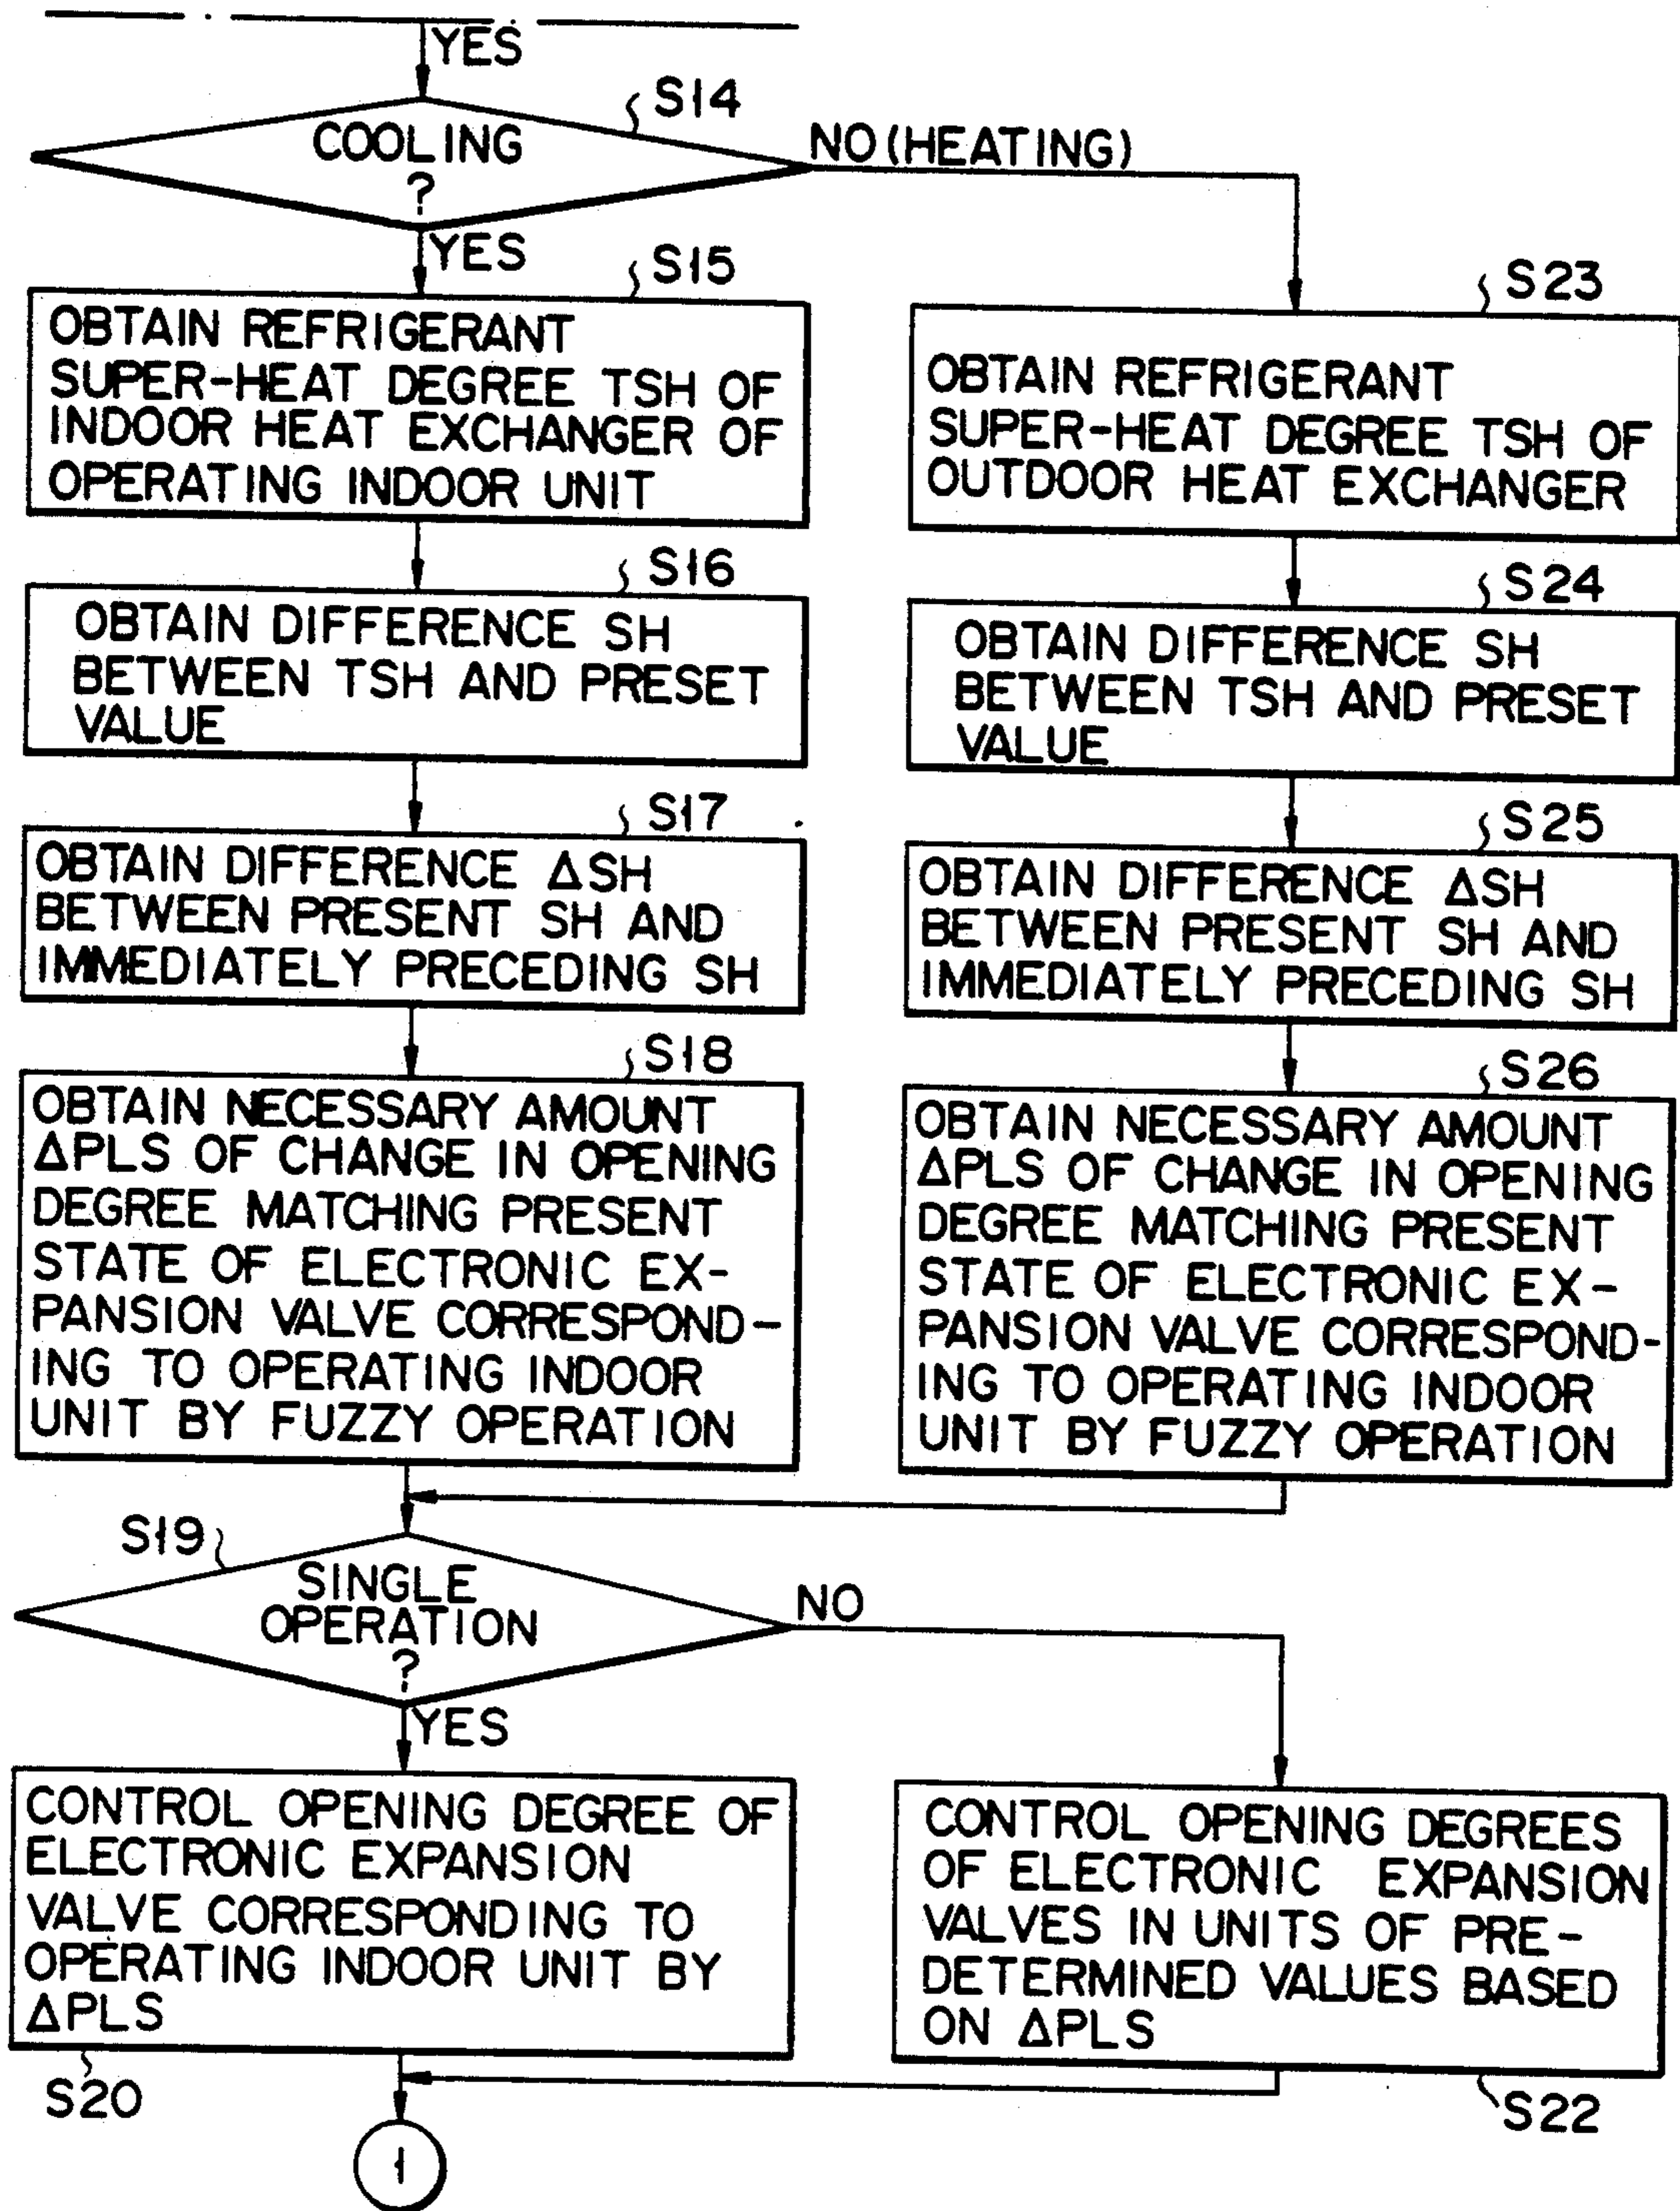 YES
S14
COOLING
?
NO (HEATING)
YES
S15
OBTAIN REFRIGERANT
SUPER-HEAT DEGREE TSH OF
INDOOR HEAT EXCHANGER OF
OPERATING INDOOR UNIT
S23
OBTAIN REFRIGERANT
SUPER-HEAT DEGREE TSH OF
OUTDOOR HEAT EXCHANGER
S16
OBTAIN DIFFERENCE SH
BETWEEN TSH AND PRESET
VALUE
S24
OBTAIN DIFFERENCE SH
BETWEEN TSH AND PRESET
VALUE
S17
OBTAIN DIFFERENCE ΔSH
BETWEEN PRESENT SH AND
IMMEDIATELY PRECEDING SH
S25
OBTAIN DIFFERENCE ΔSH
BETWEEN PRESENT SH AND
IMMEDIATELY PRECEDING SH
S18
OBTAIN NECESSARY AMOUNT
ΔPLS OF CHANGE IN OPENING
DEGREE MATCHING PRESENT
STATE OF ELECTRONIC EX-
PANSION VALVE CORRESPOND-
ING TO OPERATING INDOOR
UNIT BY FUZZY OPERATION
S26
OBTAIN NECESSARY AMOUNT
ΔPLS OF CHANGE IN OPENING
DEGREE MATCHING PRESENT
STATE OF ELECTRONIC EX-
PANSION VALVE CORRESPOND-
ING TO OPERATING INDOOR
UNIT BY FUZZY OPERATION
S19
SINGLE
OPERATION
?
NO
YES
CONTROL OPENING DEGREE OF
ELECTRONIC EXPANSION
VALVE CORRESPONDING TO
OPERATING INDOOR UNIT BY
ΔPLS
S20
CONTROL OPENING DEGREES
OF ELECTRONIC EXPANSION
VALVES IN UNITS OF PRE-
DETERMINED VALUES BASED
ON ΔPLS
S22
1